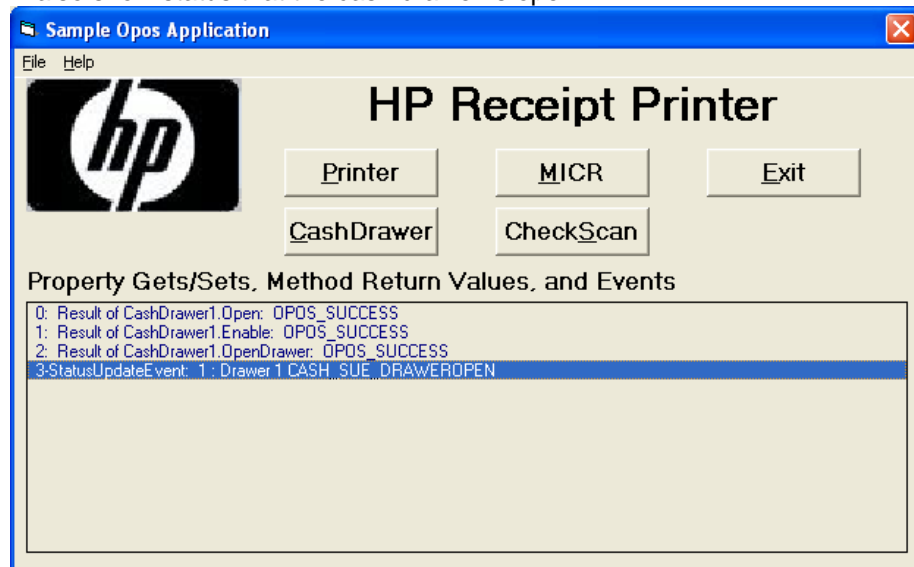 Sample Opos Application
File Help
hp
HP Receipt Printer
Printer MICR Exit
CashDrawer CheckScan
Property Gets/Sets, Method Return Values, and Events
0: Result of CashDrawer1.Open: OPOS_SUCCESS
1: Result of CashDrawer1.Enable: OPOS_SUCCESS
2: Result of CashDrawer1.OpenDrawer: OPOS_SUCCESS
3-StatusUpdateEvent: 1 : Drawer 1 CASH_SUE_DRAWEROPEN